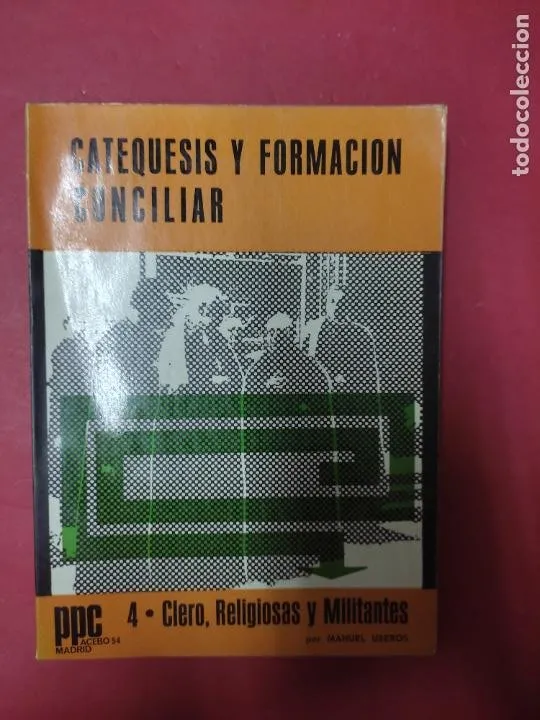 CATEQUESIS Y FORMACION
CONCILIAR
ppc
ACEBO 54
MADRID
4 • Clero, Religiosas y Militantes
por MANUEL USEROS
todocoleccion